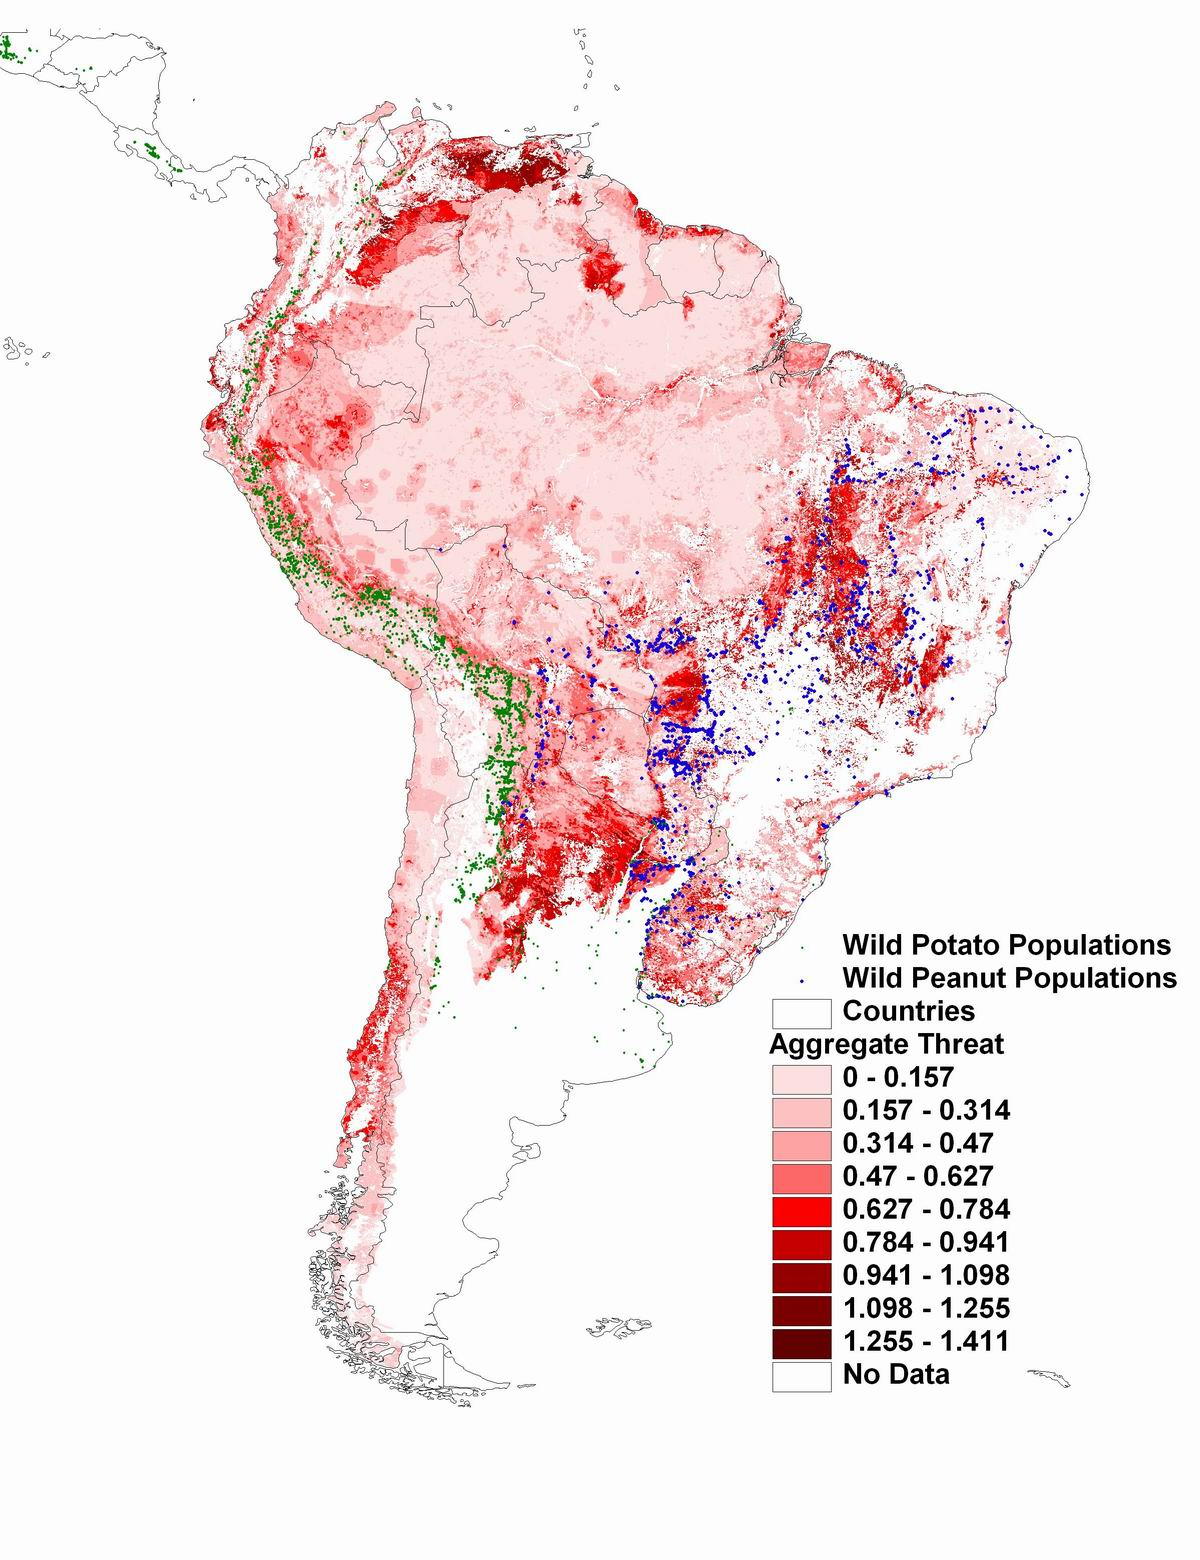 Wild Potato Populations
Wild Peanut Populations
Countries
Aggregate Threat
0 - 0.157
0.157 - 0.314
0.314 - 0.47
0.47 - 0.627
0.627 - 0.784
0.784 - 0.941
0.941 - 1.098
1.098 - 1.255
1.255 - 1.411
No Data